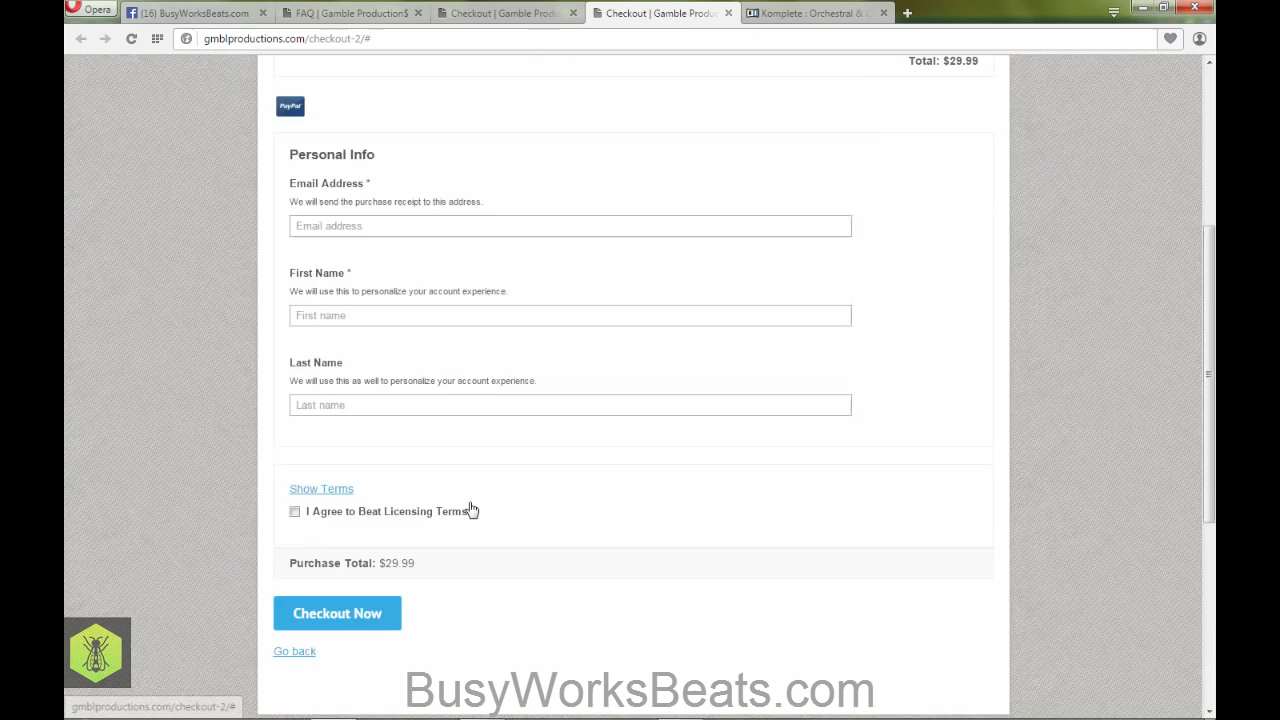 Opera
(16) BusyWorksBeats.com
FAQ | Gamble Production$
Checkout | Gamble Produ
Checkout | Gamble Produc
Komplete : Orchestral & C
gmblproductions.com/checkout-2/#
Total: $29.99
PayPal
Personal Info
Email Address *
We will send the purchase receipt to this address.
Email address
First Name *
We will use this to personalize your account experience.
First name
Last Name
We will use this as well to personalize your account experience.
Last name
Show Terms
I Agree to Beat Licensing Terms
Purchase Total: $29.99
Checkout Now
Go back
BusyWorksBeats.com
gmblproductions.com/checkout-2/#